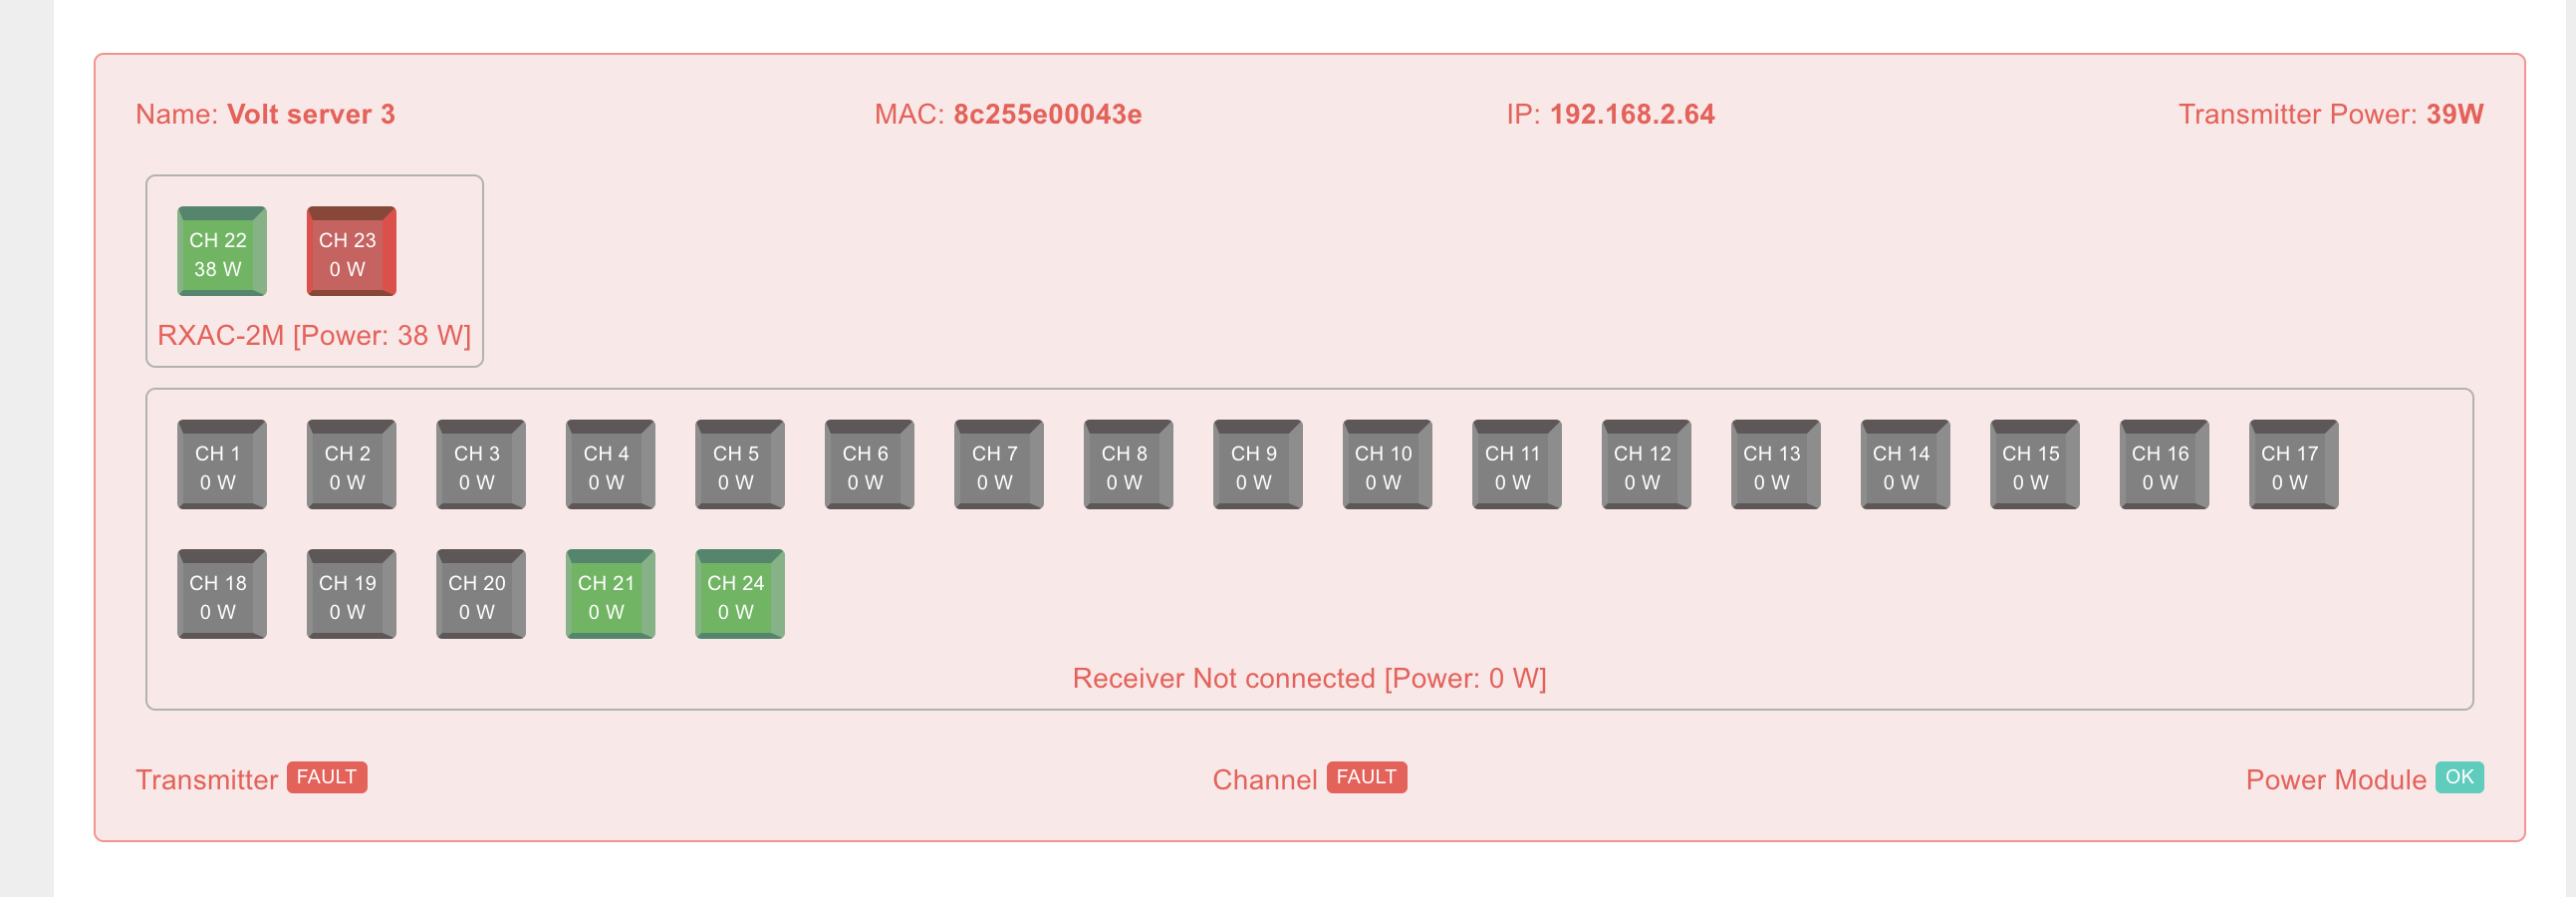 Name: Volt server 3 MAC: 8c255e00043e IP: 192.168.2.64 Transmitter Power: 39W
CH 22 CH 23
38 W 0 W
RXAC-2M [Power: 38 W]
CH 1 CH 2 CH 3 CH 4 CH 5 CH 6 CH 7 CH 8 CH 9 CH 10 CH 11 CH 12 CH 13 CH 14 CH 15 CH 16 CH 17
0 W 0 W 0 W 0 W 0 W 0 W 0 W 0 W 0 W 0 W 0 W 0 W 0 W 0 W 0 W 0 W 0 W
CH 18 CH 19 CH 20 CH 21 CH 24
0 W 0 W 0 W 0 W 0 W
Receiver Not connected [Power: 0 W]
Transmitter FAULT Channel FAULT Power Module OK